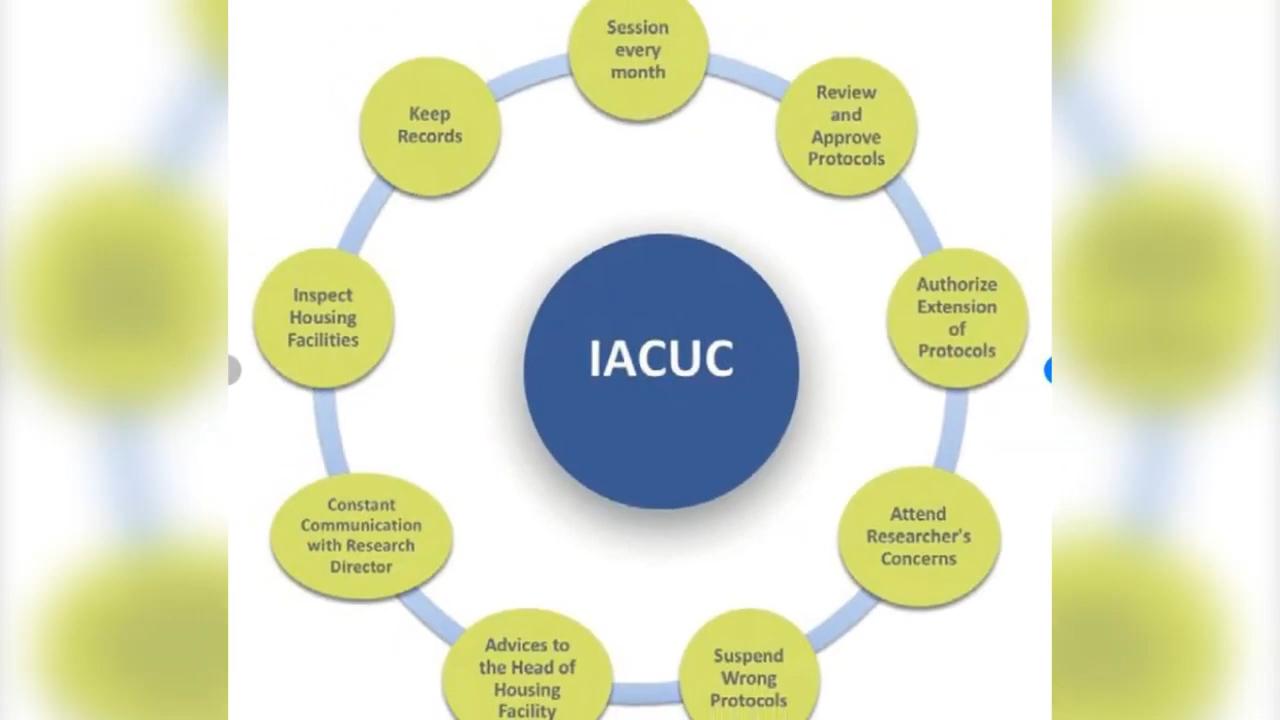 Session
every
month
Review
and
Approve
Protocols
Authorize
Extension
of
Protocols
Attend
Researcher's
Concerns
Suspend
Wrong
Protocols
Advices to
the Head of
Housing
Facility
Constant
Communication
with Research
Director
Inspect
Housing
Facilities
Keep
Records
IACUC